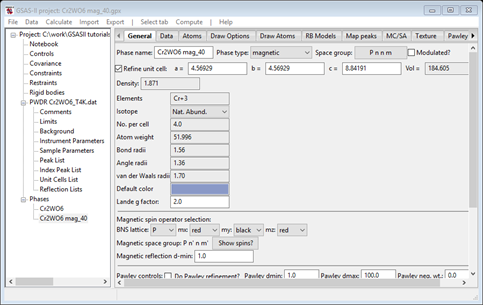 GSAS-II project: Cr2WO6 mag_40.gpx
File Data Calculate Import Export | Select tab Compute | Help
Project: C:\work\GSASII tutorials\
Notebook
Controls
Covariance
Constraints
Restraints
Rigid bodies
PWDR Cr2WO6_T4K.dat
Comments
Limits
Background
Instrument Parameters
Sample Parameters
Peak List
Index Peak List
Unit Cells List
Reflection Lists
Phases
Cr2WO6
Cr2WO6 mag_40
General Data Atoms Draw Options Draw Atoms RB Models Map peaks MC/SA Texture Pawley
Phase name: Cr2WO6 mag_40 Phase type: magnetic Space group: P n n m Modulated?
Refine unit cell: a = 4.56929 b = 4.56929 c = 8.84191 Vol = 184.605
Density: 1.871
Elements Cr+3
Isotope Nat. Abund.
No. per cell 4.0
Atom weight 51.996
Bond radii 1.56
Angle radii 1.36
van der Waals radii 1.70
Default color
Lande g factor: 2.0
Magnetic spin operator selection:
BNS lattice: P mx: red my: black mz: red
Magnetic space group: P n' n m' Show spins?
Magnetic reflection d-min: 1.0
Pawley controls: Do Pawley refinement? Pawley dmin: 1.0 Pawley dmax: 100.0 Pawley neg. wt.: 0.0